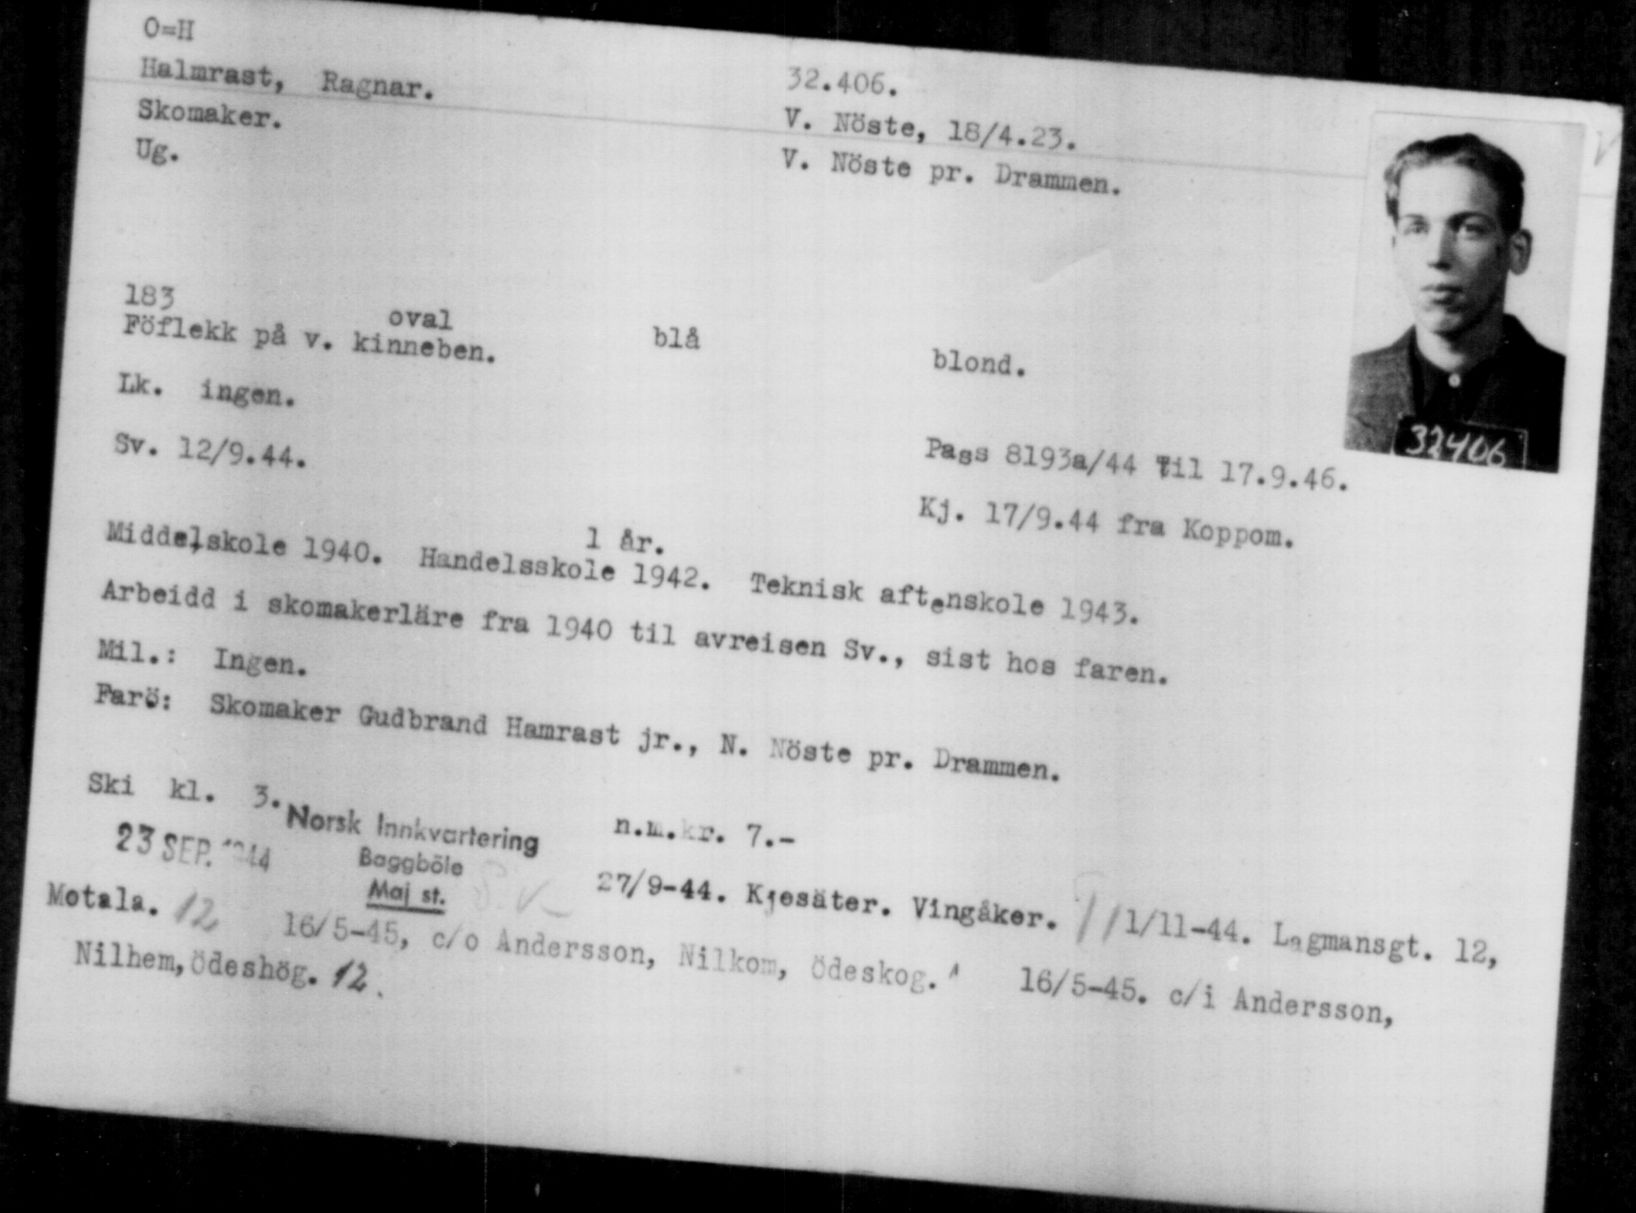 O=H
Halmrast, Ragnar. 32.406.
Skomaker. V. Nöste, 18/4.23.
Ug. V. Nöste pr. Drammen.
183 oval blå blond.
Föflekk på v. kinneben.
Lk. ingen.
Sv. 12/9.44. Pass 8193a/44 til 17.9.46.
Kj. 17/9.44 fra Koppom.
1 år.
Middelskole 1940. Handelsskole 1942. Teknisk aftenskole 1943.
Arbeidd i skomakerläre fra 1940 til avreisen Sv., sist hos faren.
Mil.: Ingen.
Parö: Skomaker Gudbrand Hamrast jr., N. Nöste pr. Drammen.
Ski kl. 3. n.m.kr. 7.-
Norsk Innkvartering
23 SEP. 1944 Baggböle
Maj st. 27/9-44. Kjesäter. Vingåker. 1/11-44. Lagmansgt. 12,
Motala. 12 16/5-45, c/o Andersson, Nilkom, Ödeskog. 16/5-45. c/i Andersson,
Nilhem, Ödeshög. 12.
32406